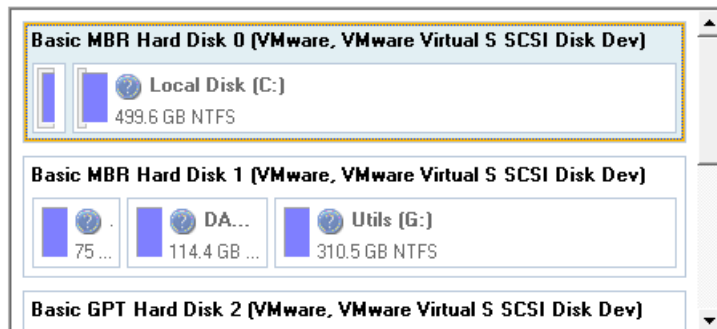 Basic MBR Hard Disk 0 (VMware, VMware Virtual S SCSI Disk Dev)
Local Disk (C:)
499.6 GB NTFS
Basic MBR Hard Disk 1 (VMware, VMware Virtual S SCSI Disk Dev)
. DA... Utils (G:)
75 ... 114.4 GB ... 310.5 GB NTFS
Basic GPT Hard Disk 2 (VMware, VMware Virtual S SCSI Disk Dev)